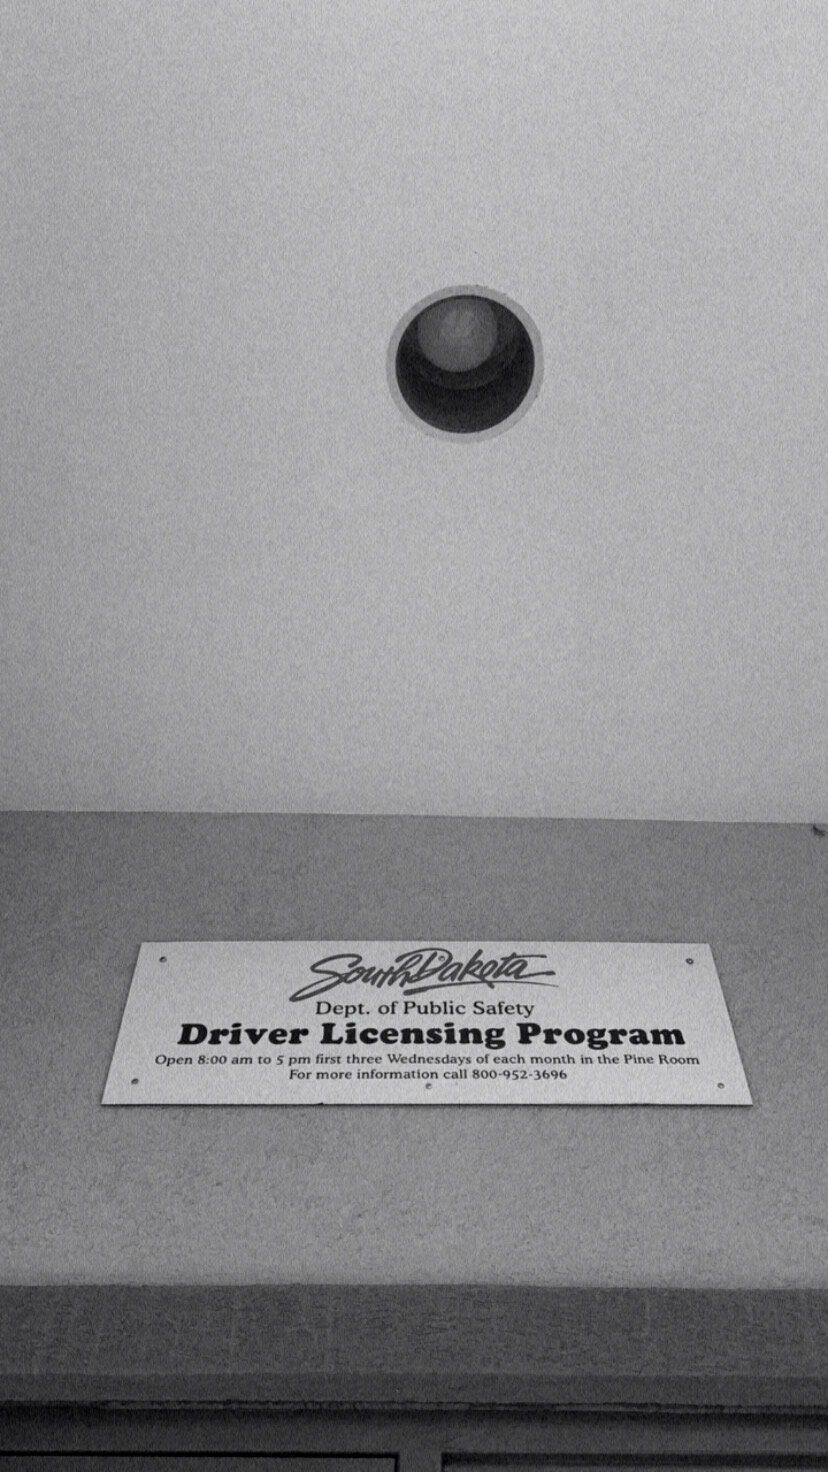 South Dakota
Dept. of Public Safety
Driver Licensing Program
Open 8:00 am to 5 pm first three Wednesdays of each month in the Pine Room
For more information call 800-952-3696